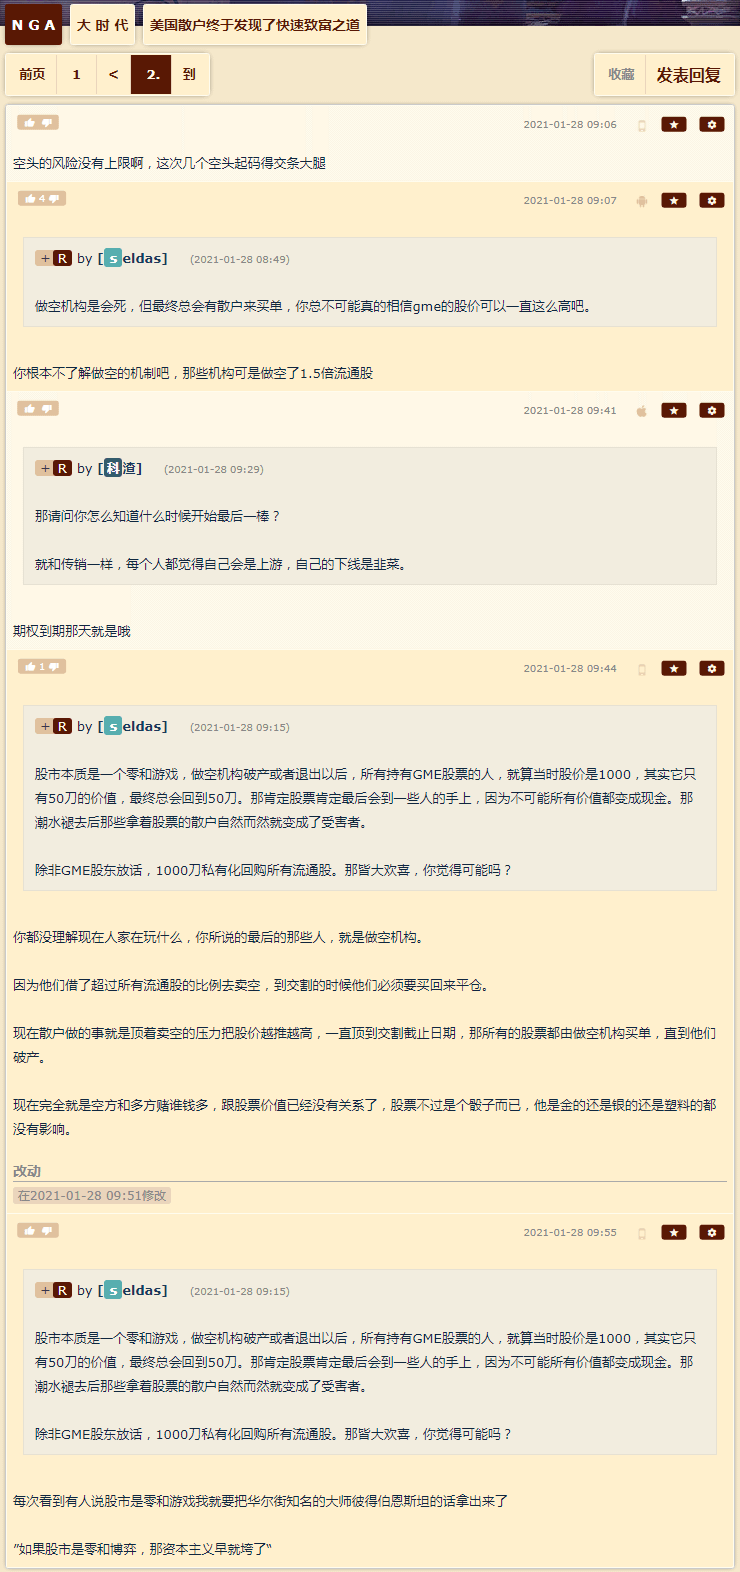 NGA 大时代 美国散户终于发现了快速致富之道
前页 1 < 2. 到 收藏 发表回复
2021-01-28 09:06
空头的风险没有上限啊，这次几个空头起码得交条大腿
4 2021-01-28 09:07
+ R by [seldas] (2021-01-28 08:49)
做空机构是会死，但最终总会有散户来买单，你总不可能真的相信gme的股价可以一直这么高吧。
你根本不了解做空的机制吧，那些机构可是做空了1.5倍流通股
2021-01-28 09:41
+ R by [科渣] (2021-01-28 09:29)
那请问你怎么知道什么时候开始最后一棒？
就和传销一样，每个人都觉得自己会是上游，自己的下线是韭菜。
期权到期那天就是哦
1 2021-01-28 09:44
+ R by [seldas] (2021-01-28 09:15)
股市本质是一个零和游戏，做空机构破产或者退出以后，所有持有GME股票的人，就算当时股价是1000，其实它只
有50刀的价值，最终总会回到50刀。那肯定股票肯定最后会到一些人的手上，因为不可能所有价值都变成现金。那
潮水褪去后那些拿着股票的散户自然而然就变成了受害者。
除非GME股东放话，1000刀私有化回购所有流通股。那皆大欢喜，你觉得可能吗？
你都没理解现在人家在玩什么，你所说的最后的那些人，就是做空机构。
因为他们借了超过所有流通股的比例去卖空，到交割的时候他们必须要买回来平仓。
现在散户做的事就是顶着卖空的压力把股价越推越高，一直顶到交割截止日期，那所有的股票都由做空机构买单，直到他们
破产。
现在完全就是空方和多方赌谁钱多，跟股票价值已经没有关系了，股票不过是个骰子而已，他是金的还是银的还是塑料的都
没有影响。
改动
在2021-01-28 09:51修改
2021-01-28 09:55
+ R by [seldas] (2021-01-28 09:15)
股市本质是一个零和游戏，做空机构破产或者退出以后，所有持有GME股票的人，就算当时股价是1000，其实它只
有50刀的价值，最终总会回到50刀。那肯定股票肯定最后会到一些人的手上，因为不可能所有价值都变成现金。那
潮水褪去后那些拿着股票的散户自然而然就变成了受害者。
除非GME股东放话，1000刀私有化回购所有流通股。那皆大欢喜，你觉得可能吗？
每次看到有人说股市是零和游戏我就要把华尔街知名的大师彼得伯恩斯坦的话拿出来了
”如果股市是零和博弈，那资本主义早就垮了“